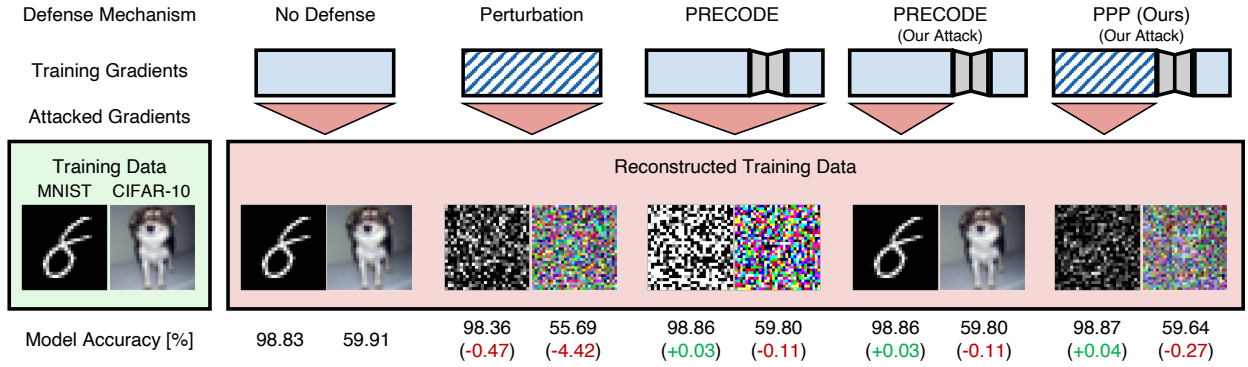 Defense Mechanism No Defense Perturbation PRECODE PRECODE PPP (Ours)
(Our Attack) (Our Attack)
Training Gradients
Attacked Gradients
Training Data Reconstructed Training Data
MNIST CIFAR-10
Model Accuracy [%] 98.83 59.91 98.36 55.69 98.86 59.80 98.86 59.80 98.87 59.64
(-0.47) (-4.42) (+0.03) (-0.11) (+0.03) (-0.11) (+0.04) (-0.27)